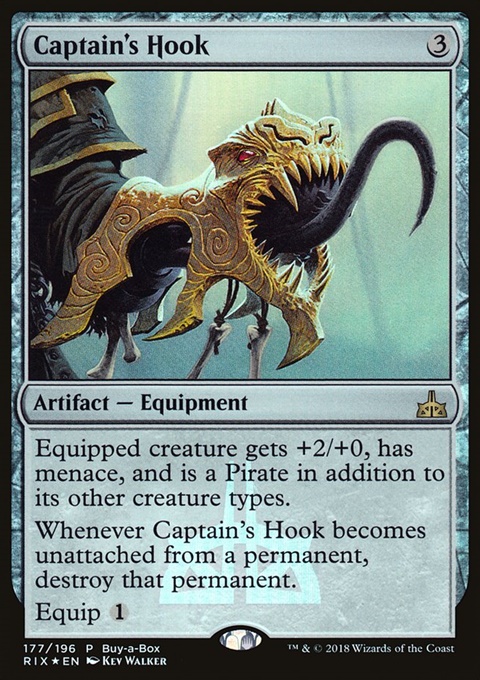 Captain's Hook 3
Artifact — Equipment
Equipped creature gets +2/+0, has
menace, and is a Pirate in addition to
its other creature types.
Whenever Captain's Hook becomes
unattached from a permanent,
destroy that permanent.
Equip 1
177/196 P Buy-a-Box
RIX★EN Kev Walker
™ & © 2018 Wizards of the Coast